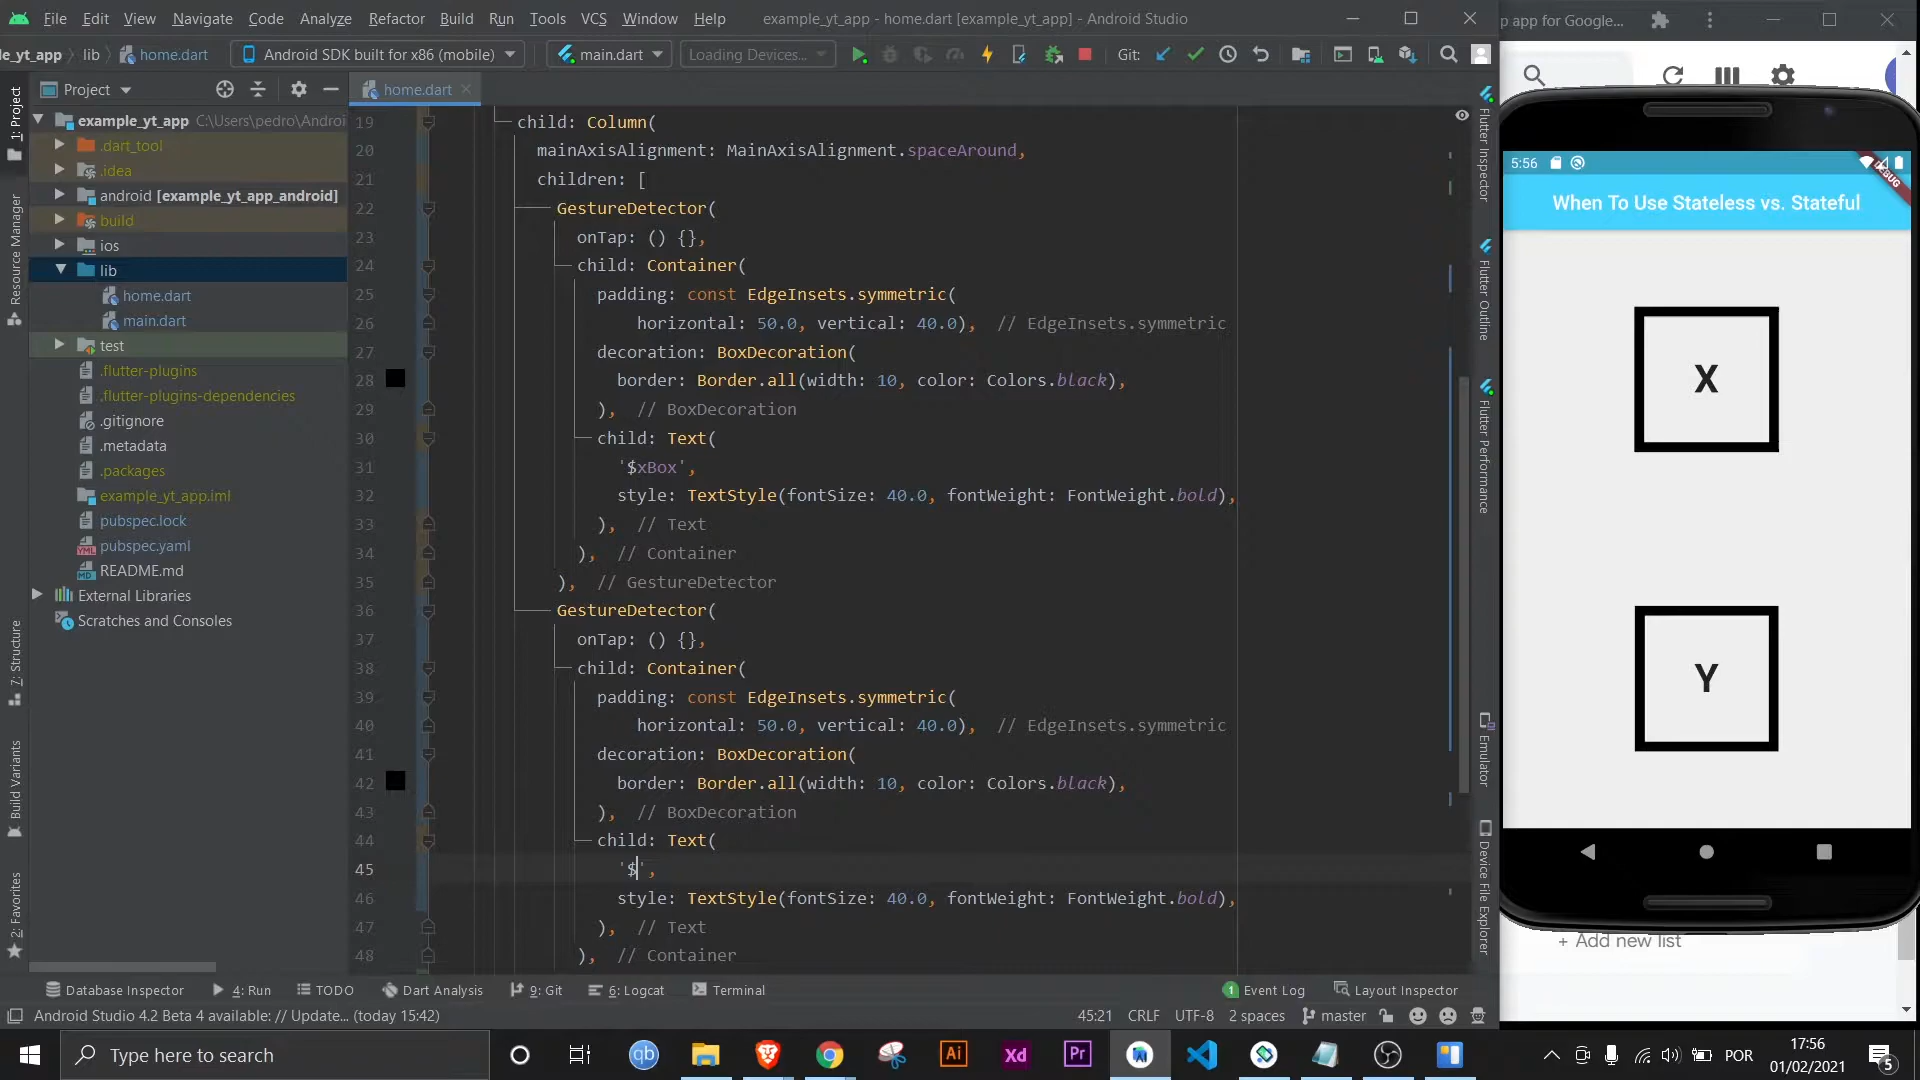 File Edit View Navigate Code Analyze Refactor Build Run Tools VCS Window Help example_yt_app - home.dart [example_yt_app] - Android Studio
p app for Google...
le_yt_app lib home.dart Android SDK built for x86 (mobile) main.dart Loading Devices... Git:
Project
home.dart
example_yt_app C:\Users\pedro\Androi
.dart_tool
.idea
android [example_yt_app_android]
build
ios
lib
home.dart
main.dart
test
.flutter-plugins
.flutter-plugins-dependencies
.gitignore
.metadata
.packages
example_yt_app.iml
pubspec.lock
pubspec.yaml
README.md
External Libraries
Scratches and Consoles
1: Project
Resource Manager
7: Structure
Build Variants
2: Favorites
19 child: Column(
20 mainAxisAlignment: MainAxisAlignment.spaceAround,
21 children: [
22 GestureDetector(
23 onTap: () {},
24 child: Container(
25 padding: const EdgeInsets.symmetric(
26 horizontal: 50.0, vertical: 40.0), // EdgeInsets.symmetric
27 decoration: BoxDecoration(
28 border: Border.all(width: 10, color: Colors.black),
29 ), // BoxDecoration
30 child: Text(
31 '$xBox',
32 style: TextStyle(fontSize: 40.0, fontWeight: FontWeight.bold),
33 ), // Text
34 ), // Container
35 ), // GestureDetector
36 GestureDetector(
37 onTap: () {},
38 child: Container(
39 padding: const EdgeInsets.symmetric(
40 horizontal: 50.0, vertical: 40.0), // EdgeInsets.symmetric
41 decoration: BoxDecoration(
42 border: Border.all(width: 10, color: Colors.black),
43 ), // BoxDecoration
44 child: Text(
45 '$',
46 style: TextStyle(fontSize: 40.0, fontWeight: FontWeight.bold),
47 ), // Text
48 ), // Container
Flutter Inspector
Flutter Outline
Flutter Performance
Emulator
Device File Explorer
5:56
DEBUG
When To Use Stateless vs. Stateful
X
Y
+ Add new list
Database Inspector 4: Run TODO Dart Analysis 9: Git 6: Logcat Terminal 1 Event Log Layout Inspector
Android Studio 4.2 Beta 4 available: // Update... (today 15:42) 45:21 CRLF UTF-8 2 spaces master
Type here to search
qb Ai Xd Pr
POR
17:56
01/02/2021
5